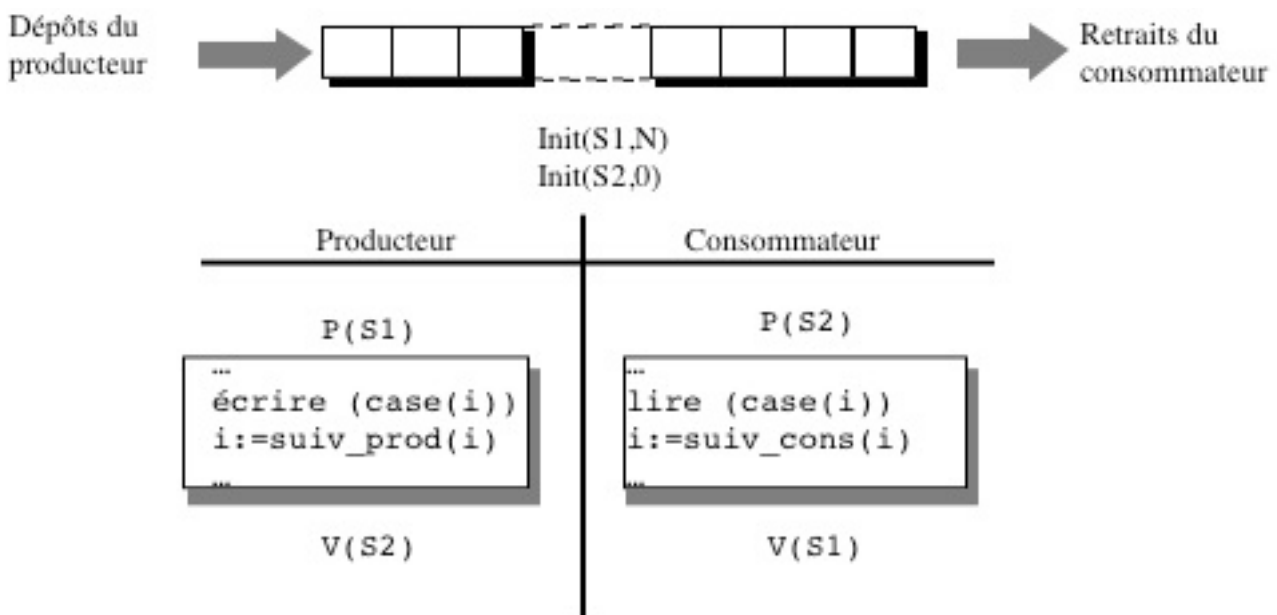 Dépôts du
producteur
Retraits du
consommateur
Init(S1,N)
Init(S2,0)
Producteur
Consommateur
P(S1)
P(S2)
...
écrire (case(i))
i:=suiv_prod(i)
...
...
lire (case(i))
i:=suiv_cons(i)
...
V(S2)
V(S1)